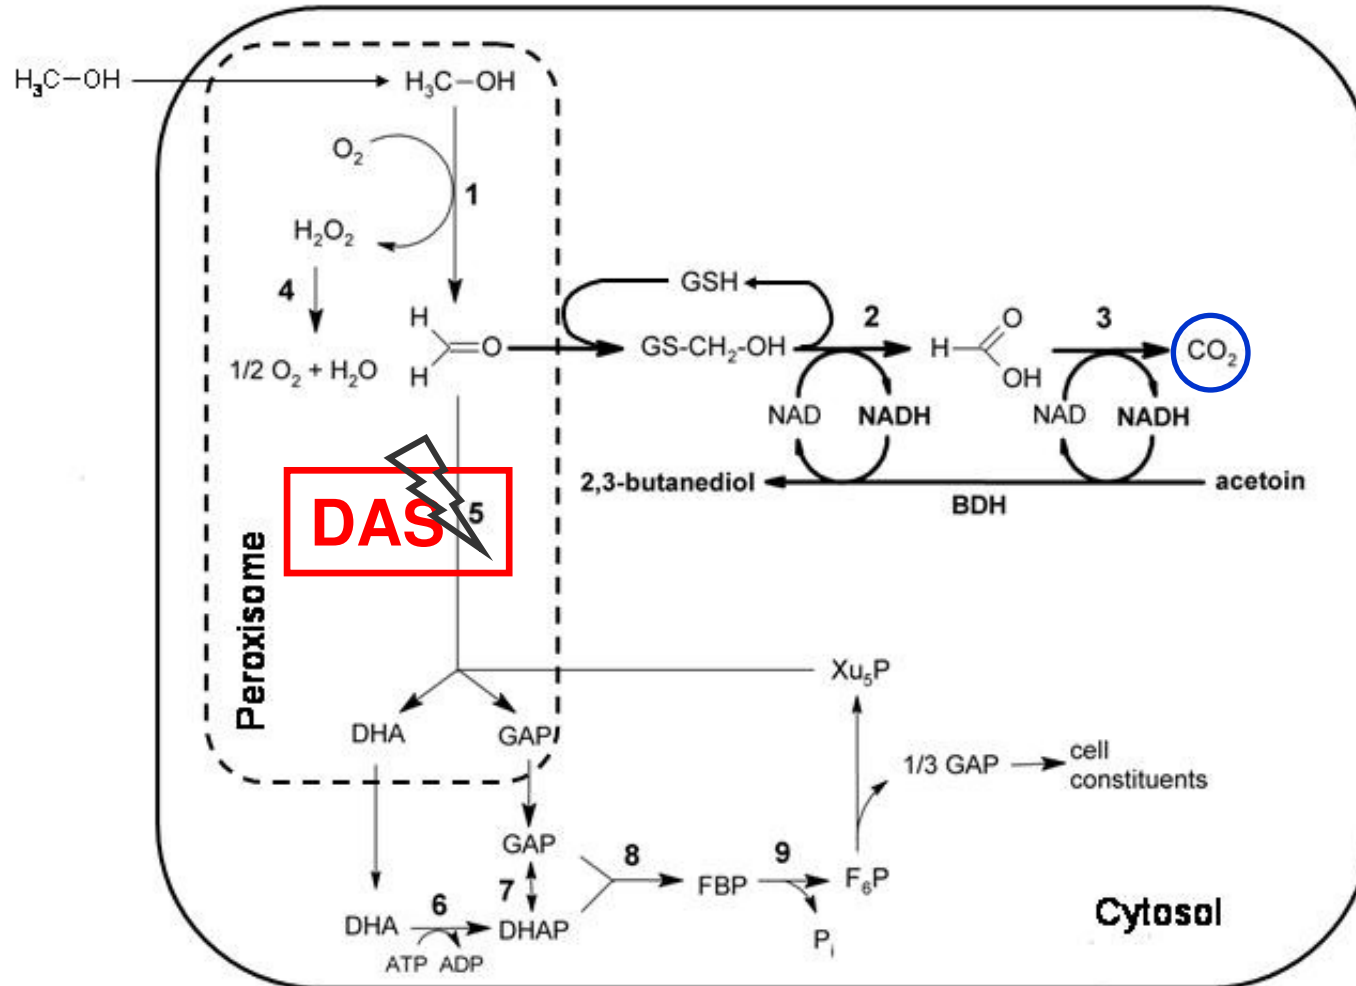 H₃C–OH
H₃C–OH
O₂
1
H₂O₂
4
1/2 O₂ + H₂O
H
H
O
GSH
GS-CH₂-OH
2
H
O
OH
3
CO₂
NAD
NADH
NAD
NADH
2,3-butanediol
BDH
acetoin
DAS
5
Peroxisome
Xu₅P
DHA
GAP
1/3 GAP
cell
constituents
GAP
8
9
7
FBP
F₆P
6
DHA
DHAP
Pᵢ
ATP ADP
Cytosol